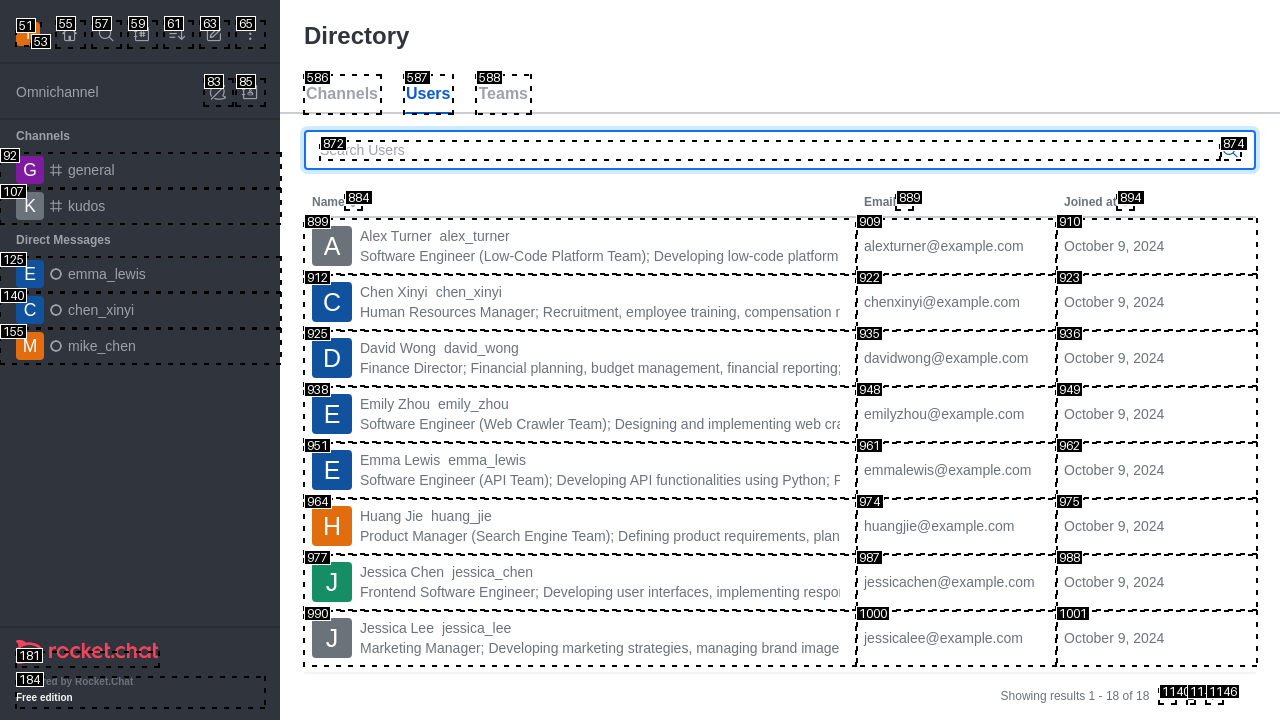 51
53
55
57
59
61
63
65
Omnichannel
83
85
Channels
92
G
general
107
K
kudos
Direct Messages
125
E
emma_lewis
140
C
chen_xinyi
155
M
mike_chen
rocket.chat
181
184
ed by Rocket.Chat
Free edition
Directory
586
587
588
Channels
Users
Teams
872
Search Users
874
Name
884
Email
889
Joined at
894
899
A
Alex Turner alex_turner
Software Engineer (Low-Code Platform Team); Developing low-code platform
909
alexturner@example.com
910
October 9, 2024
912
C
Chen Xinyi chen_xinyi
Human Resources Manager; Recruitment, employee training, compensation
922
chenxinyi@example.com
923
October 9, 2024
925
D
David Wong david_wong
Finance Director; Financial planning, budget management, financial reporting;
935
davidwong@example.com
936
October 9, 2024
938
E
Emily Zhou emily_zhou
Software Engineer (Web Crawler Team); Designing and implementing web cra
948
emilyzhou@example.com
949
October 9, 2024
951
E
Emma Lewis emma_lewis
Software Engineer (API Team); Developing API functionalities using Python;
961
emmalewis@example.com
962
October 9, 2024
964
H
Huang Jie huang_jie
Product Manager (Search Engine Team); Defining product requirements, plan
974
huangjie@example.com
975
October 9, 2024
977
J
Jessica Chen jessica_chen
Frontend Software Engineer; Developing user interfaces, implementing respo
987
jessicachen@example.com
988
October 9, 2024
990
J
Jessica Lee jessica_lee
Marketing Manager; Developing marketing strategies, managing brand image
1000
jessicalee@example.com
1001
October 9, 2024
Showing results 1 - 18 of 18
1140
11
1146